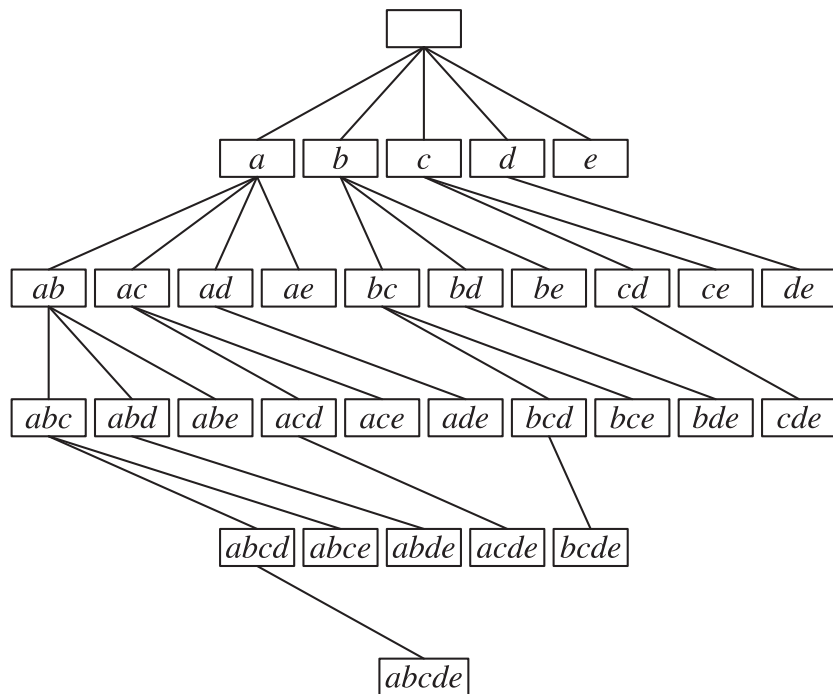 a b c d e
ab ac ad ae bc bd be cd ce de
abc abd abe acd ace ade bcd bce bde cde
abcd abce abde acde bcde
abcde